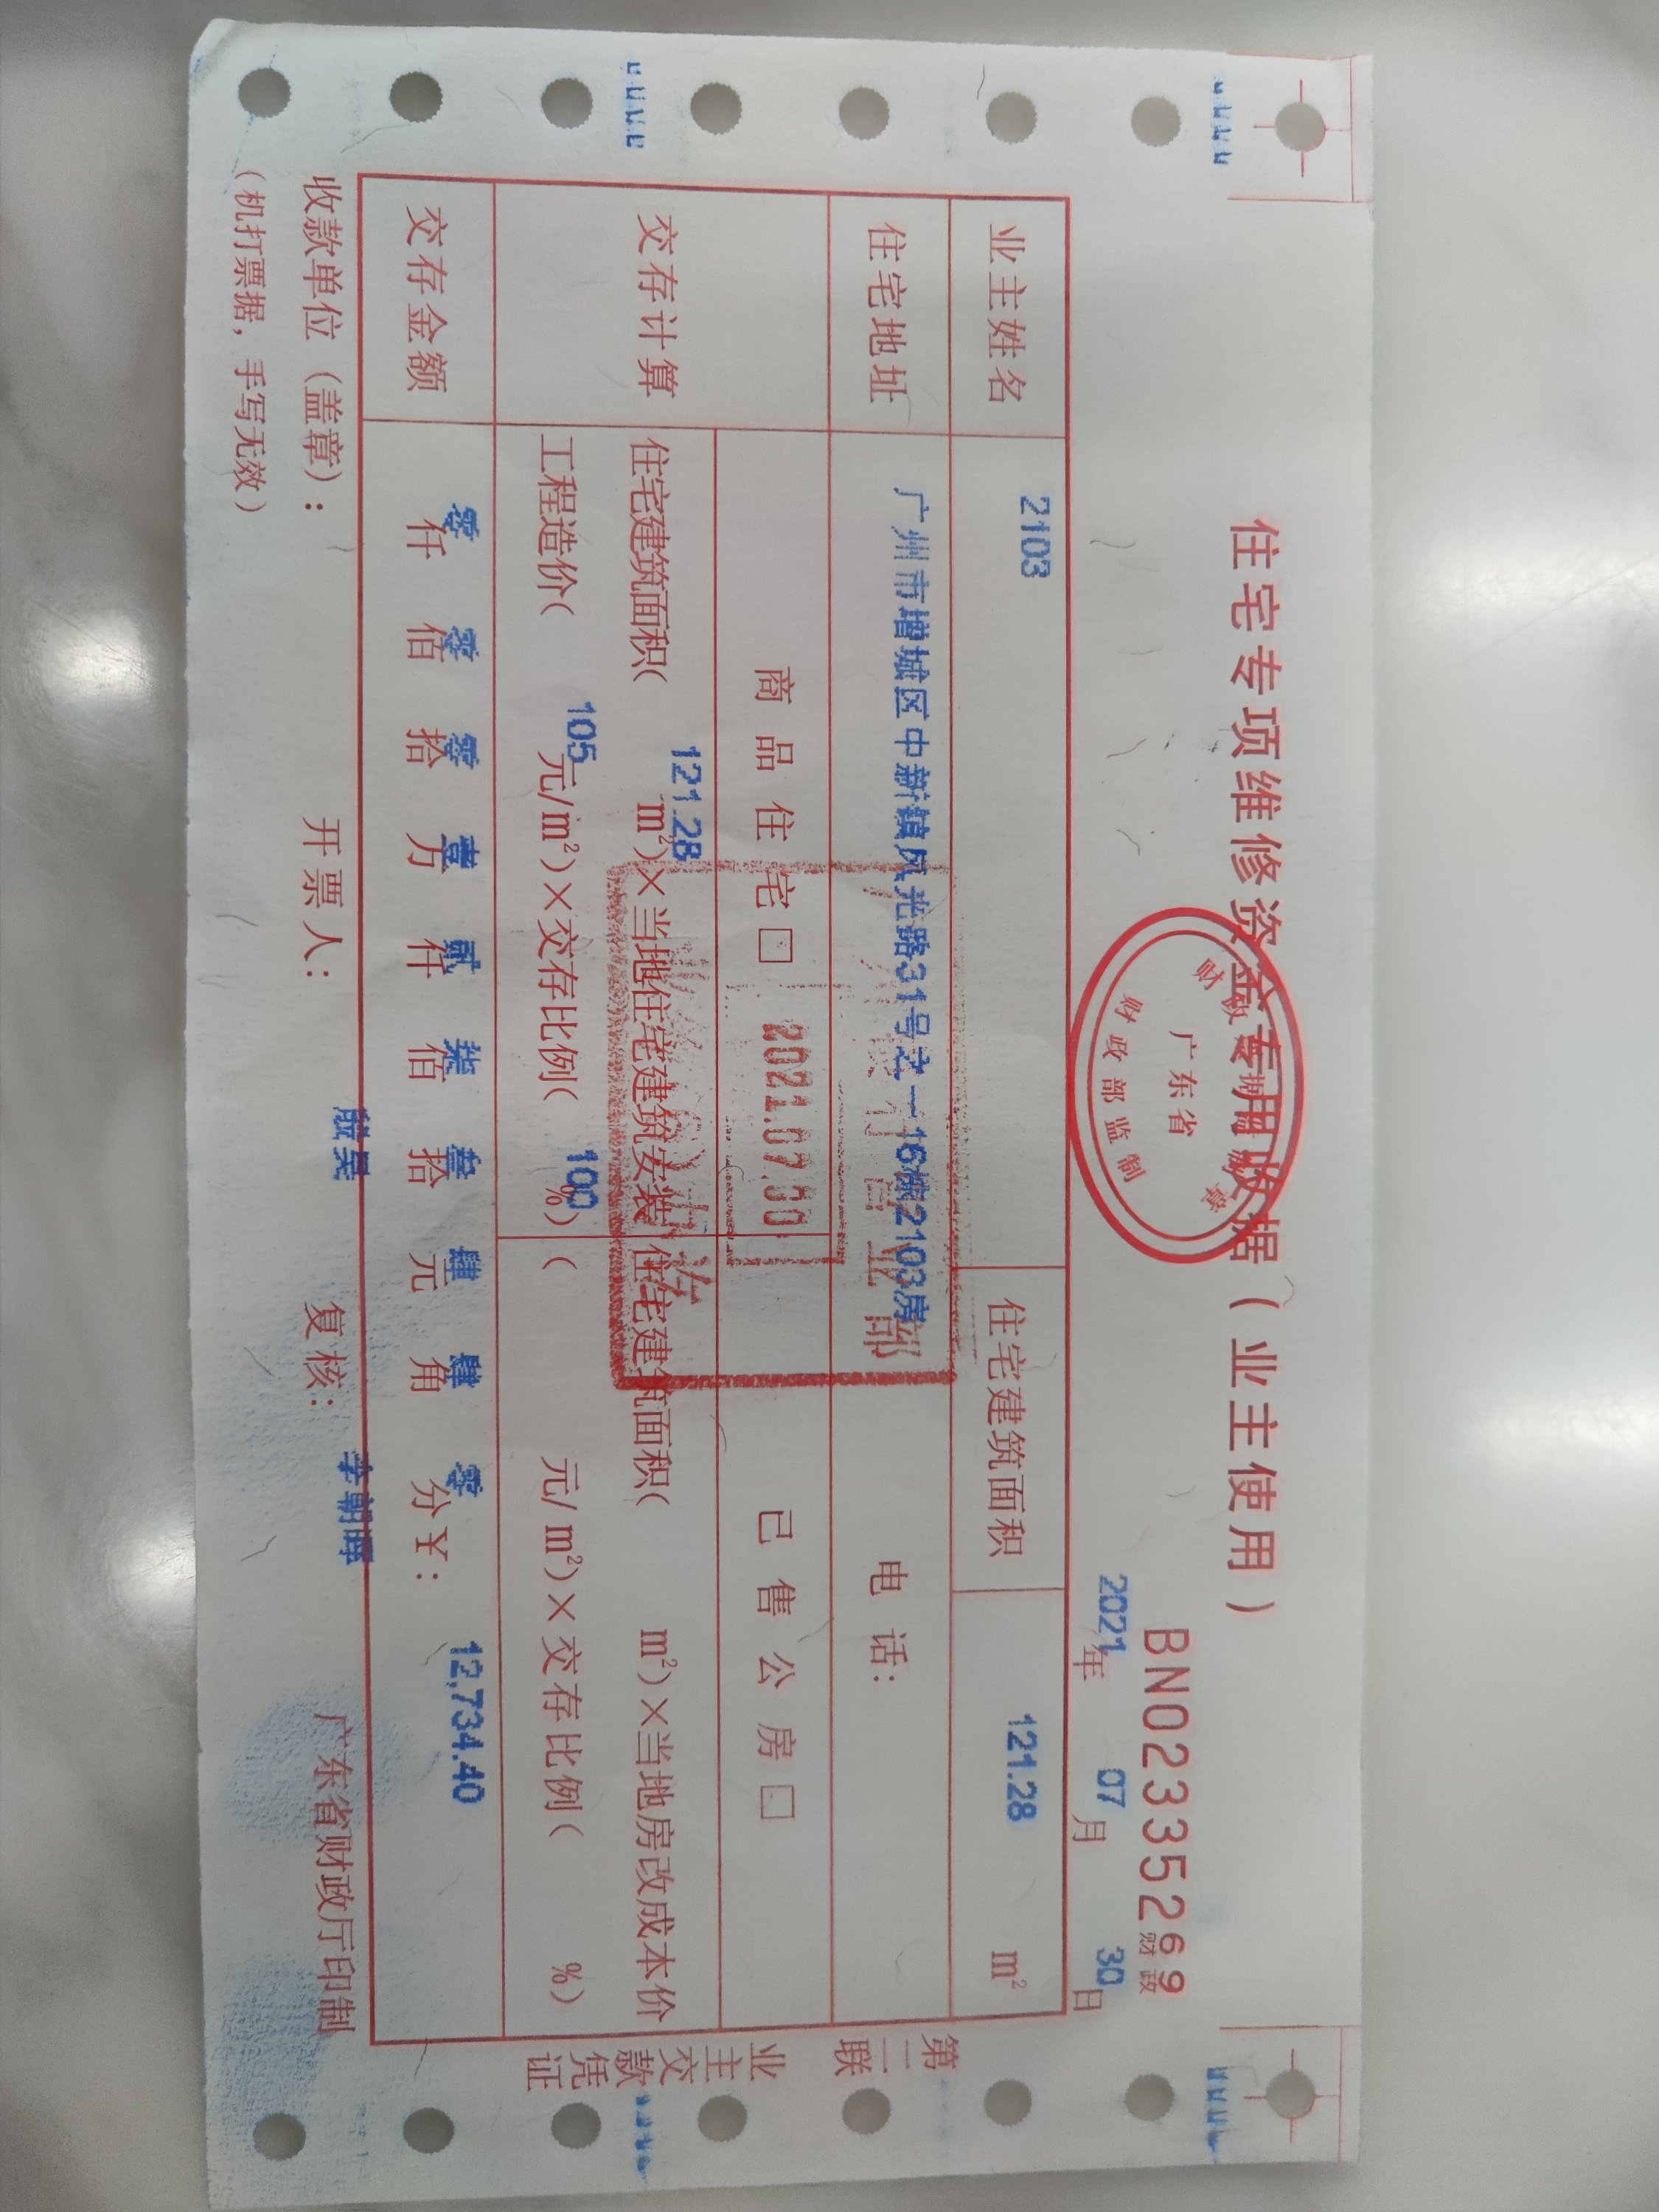 住宅专项维修资金专用收据（业主使用）
广东省
财政部监制
BN02335269
财政
2021年 07月 30日
业主姓名 2103 住宅建筑面积 121.28 m²
住宅地址 广州市增城区中新镇风光路31号之一16栋2103房 电话:
交存计算 商品住宅□ 已售公房□
2021.07.30
住宅建筑面积( 121.28 m²)×当地住宅建筑安装
工程造价( 105 元/m²)×交存比例( 100 %)
(住宅建筑面积( m²)×当地房改成本价
元/m²)×交存比例( %)
交存金额 零仟零佰零拾壹万贰仟柒佰叁拾肆元肆角零分￥: 12,734.40
收款单位（盖章）: 开票人: 殷昊 复核: 李朝晖 广东省财政厅印制
（机打票据，手写无效）
第二联
业主交款凭证